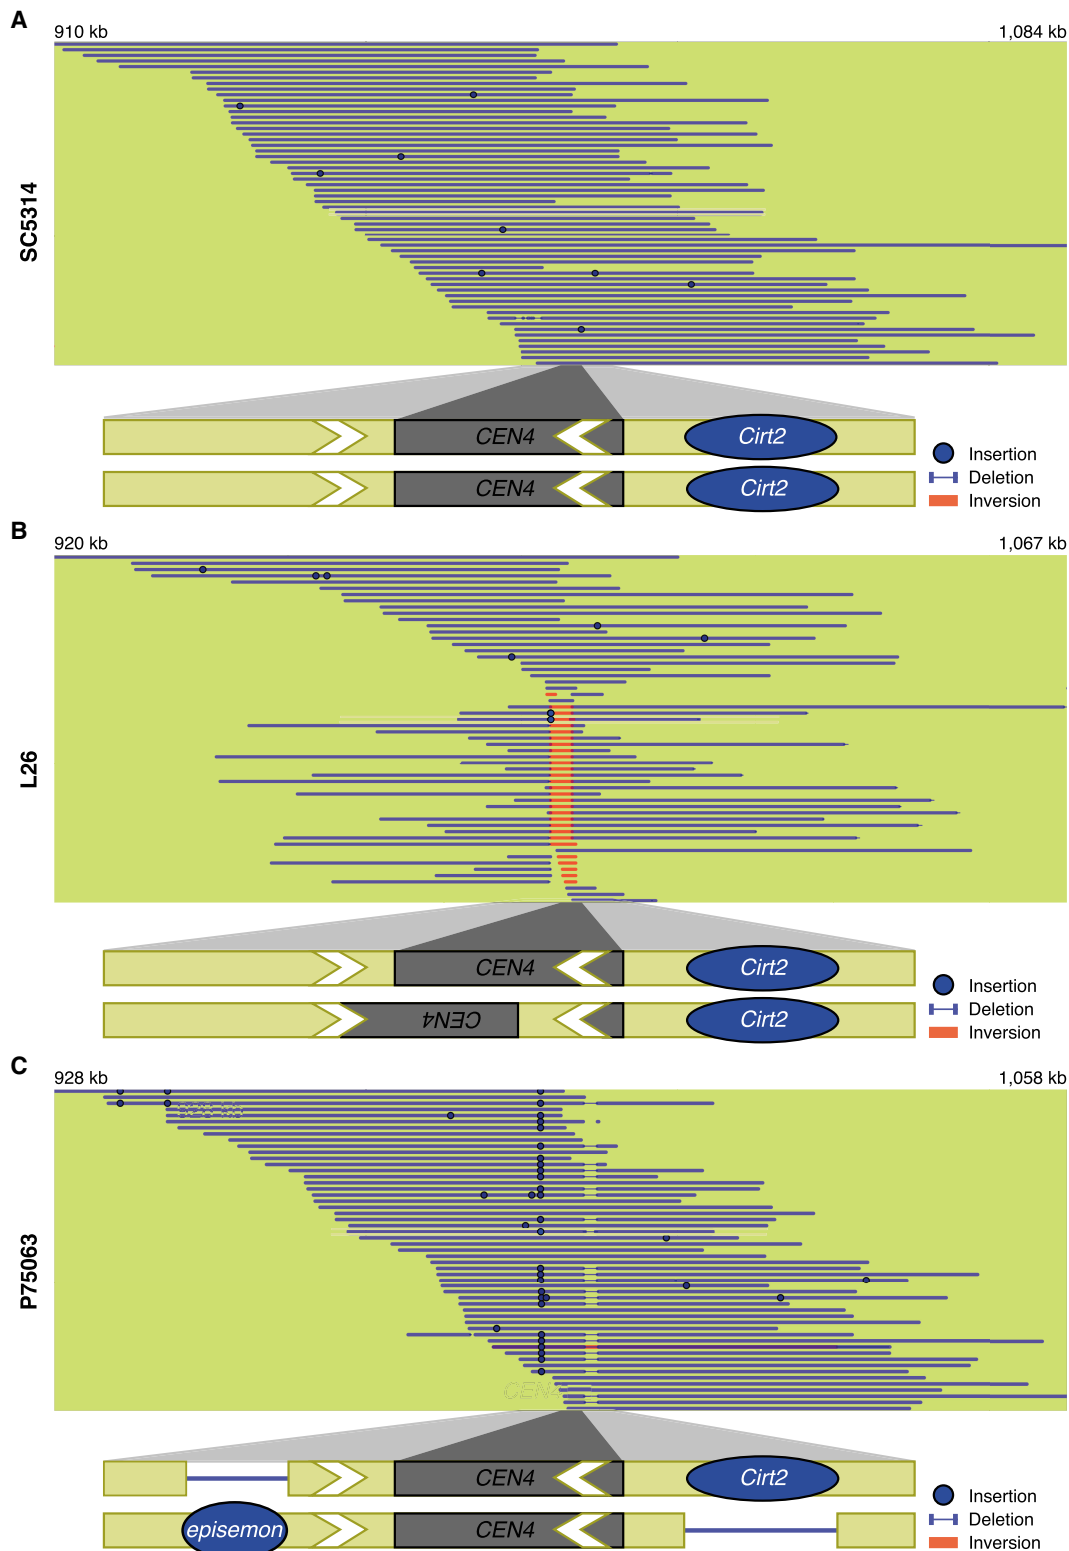 A
910 kb 1,084 kb
SC5314
CEN4 Cirt2
CEN4 Cirt2
Insertion
Deletion
Inversion
B
920 kb 1,067 kb
L26
CEN4 Cirt2
CEN4 Cirt2
Insertion
Deletion
Inversion
C
928 kb 1,058 kb
P75063
CEN4
CEN4 Cirt2
episemon CEN4
Insertion
Deletion
Inversion